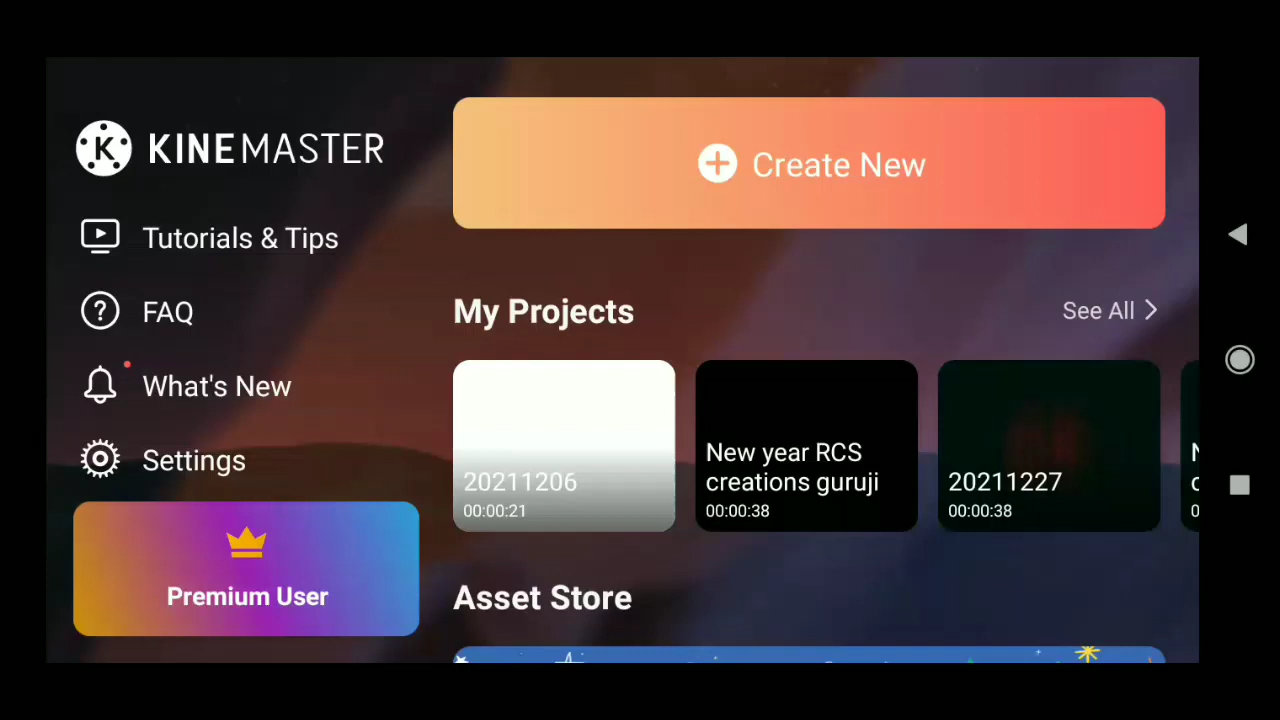 KINEMASTER
Tutorials & Tips
FAQ
What's New
Settings
Premium User
Create New
My Projects
See All
20211206
00:00:21
New year RCS
creations guruji
00:00:38
20211227
00:00:38
Asset Store